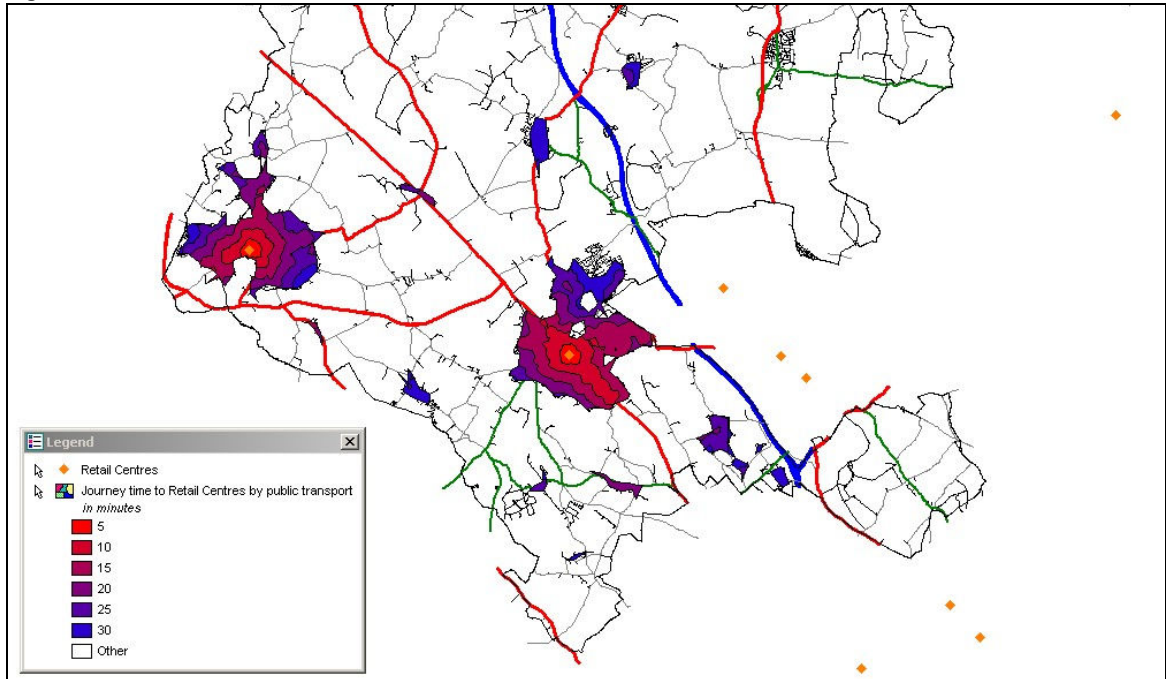 Legend
Retail Centres
Journey time to Retail Centres by public transport
in minutes
5
10
15
20
25
30
Other